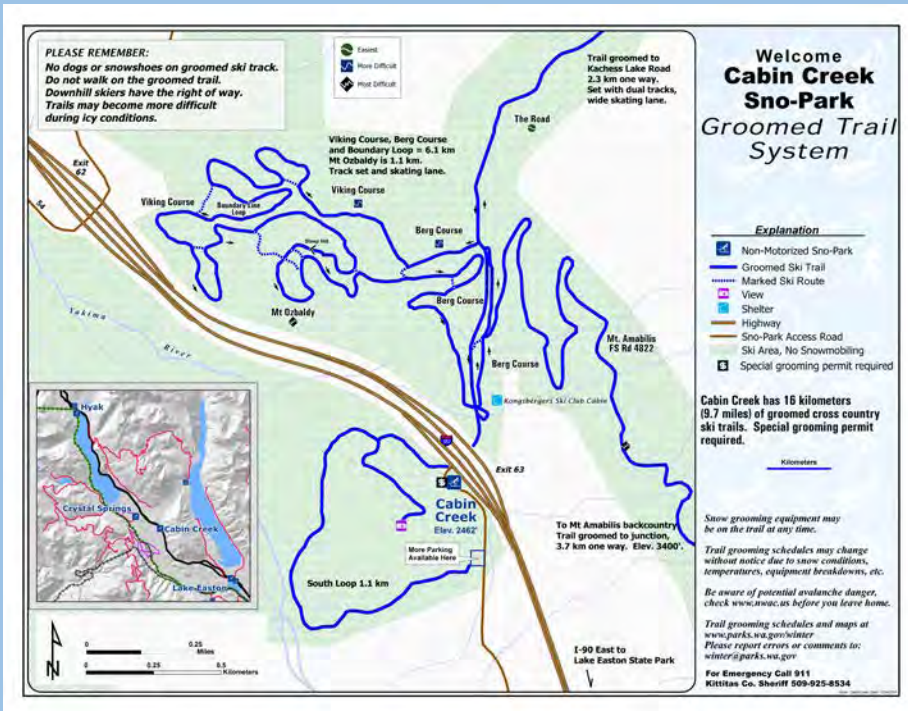 PLEASE REMEMBER:
No dogs or snowshoes on groomed ski track.
Do not walk on the groomed trail.
Downhill skiers have the right of way.
Trails may become more difficult
during icy conditions.
Easiest
More Difficult
Most Difficult
Trail groomed to
Kachess Lake Road
2.3 km one way.
Set with dual tracks,
wide skating lane.
The Road
Viking Course, Berg Course
and Boundary Loop = 6.1 km
Mt Ozbaldy is 1.1 km.
Track set and skating lane.
Exit
62
54
Viking Course
Viking Course
Boundary Line
Loop
Berg Course
Mt Ozbaldy
Berg Course
Berg Course
Mt. Amabilis
FS Rd 4822
Yakima
River
Kongsbergers Ski Club Cabin
Exit 63
Cabin
Creek
Elev. 2462'
More Parking
Available Here
South Loop 1.1 km
To Mt Amabilis backcountry
Trail groomed to junction,
3.7 km one way. Elev. 3400'.
I-90 East to
Lake Easton State Park
Hyak
Crystal Springs
Cabin Creek
Lake Easton
N
0 0.25
Miles
0 0.25 0.5
Kilometers
Welcome
Cabin Creek
Sno-Park
Groomed Trail
System
Explanation
Non-Motorized Sno-Park
Groomed Ski Trail
Marked Ski Route
View
Shelter
Highway
Sno-Park Access Road
Ski Area, No Snowmobiling
$ Special grooming permit required
Cabin Creek has 16 kilometers
(9.7 miles) of groomed cross country
ski trails. Special grooming permit
required.
Kilometers
Snow grooming equipment may
be on the trail at any time.
Trail grooming schedules may change
without notice due to snow conditions,
temperatures, equipment breakdowns, etc.
Be aware of potential avalanche danger,
check www.nwac.us before you leave home.
Trail grooming schedules and maps at
www.parks.wa.gov/winter
Please report errors or comments to:
winter@parks.wa.gov
For Emergency Call 911
Kittitas Co. Sheriff 509-925-8534